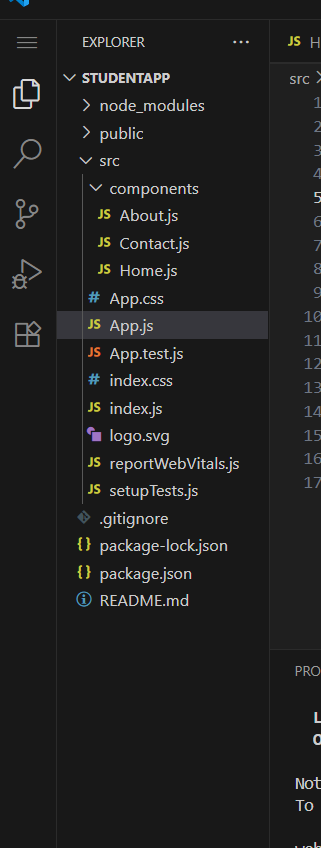 EXPLORER
STUDENTAPP
node_modules
public
src
components
JS About.js
JS Contact.js
JS Home.js
# App.css
JS App.js
JS App.test.js
# index.css
JS index.js
logo.svg
JS reportWebVitals.js
JS setupTests.js
.gitignore
{} package-lock.json
{} package.json
README.md
JS H
src
1
2
3
4
5
6
7
8
9
10
11
12
13
14
15
16
17
PRO
L
O
Not
To